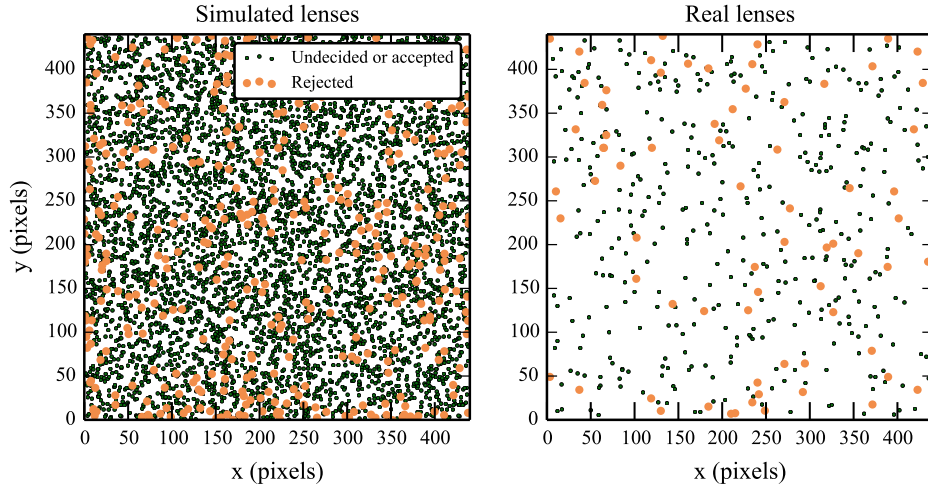 Simulated lenses
Real lenses
Undecided or accepted
Rejected
y (pixels)
400
350
300
250
200
150
100
50
0
0 50 100 150 200 250 300 350 400
x (pixels)
400
350
300
250
200
150
100
50
0
0 50 100 150 200 250 300 350 400
x (pixels)